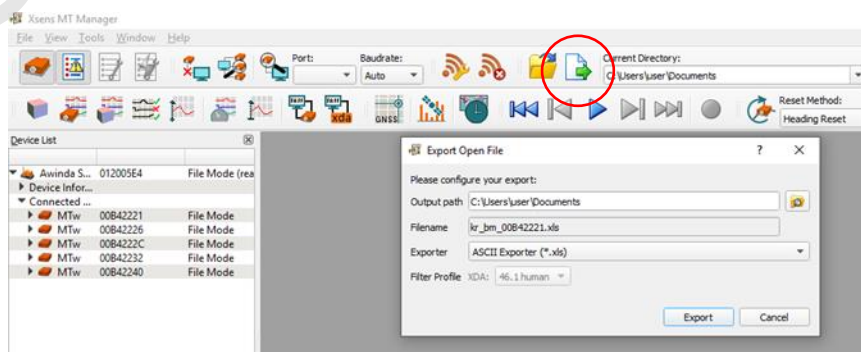 Xsens MT Manager
File View Tools Window Help
Port: Baudrate: Current Directory:
Auto C:\Users\user\Documents
xda GNSS Reset Method:
Heading Reset
Device List
Awinda S... 012005E4 File Mode (rea
Device Infor...
Connected ...
MTw 00B42221 File Mode
MTw 00B42226 File Mode
MTw 00B4222C File Mode
MTw 00B42232 File Mode
MTw 00B42240 File Mode
Export Open File ? X
Please configure your export:
Output path C:\Users\user\Documents
Filename kr_bm_00B42221.xls
Exporter ASCII Exporter (*.xls)
Filter Profile XDA: 46.1human
Export Cancel